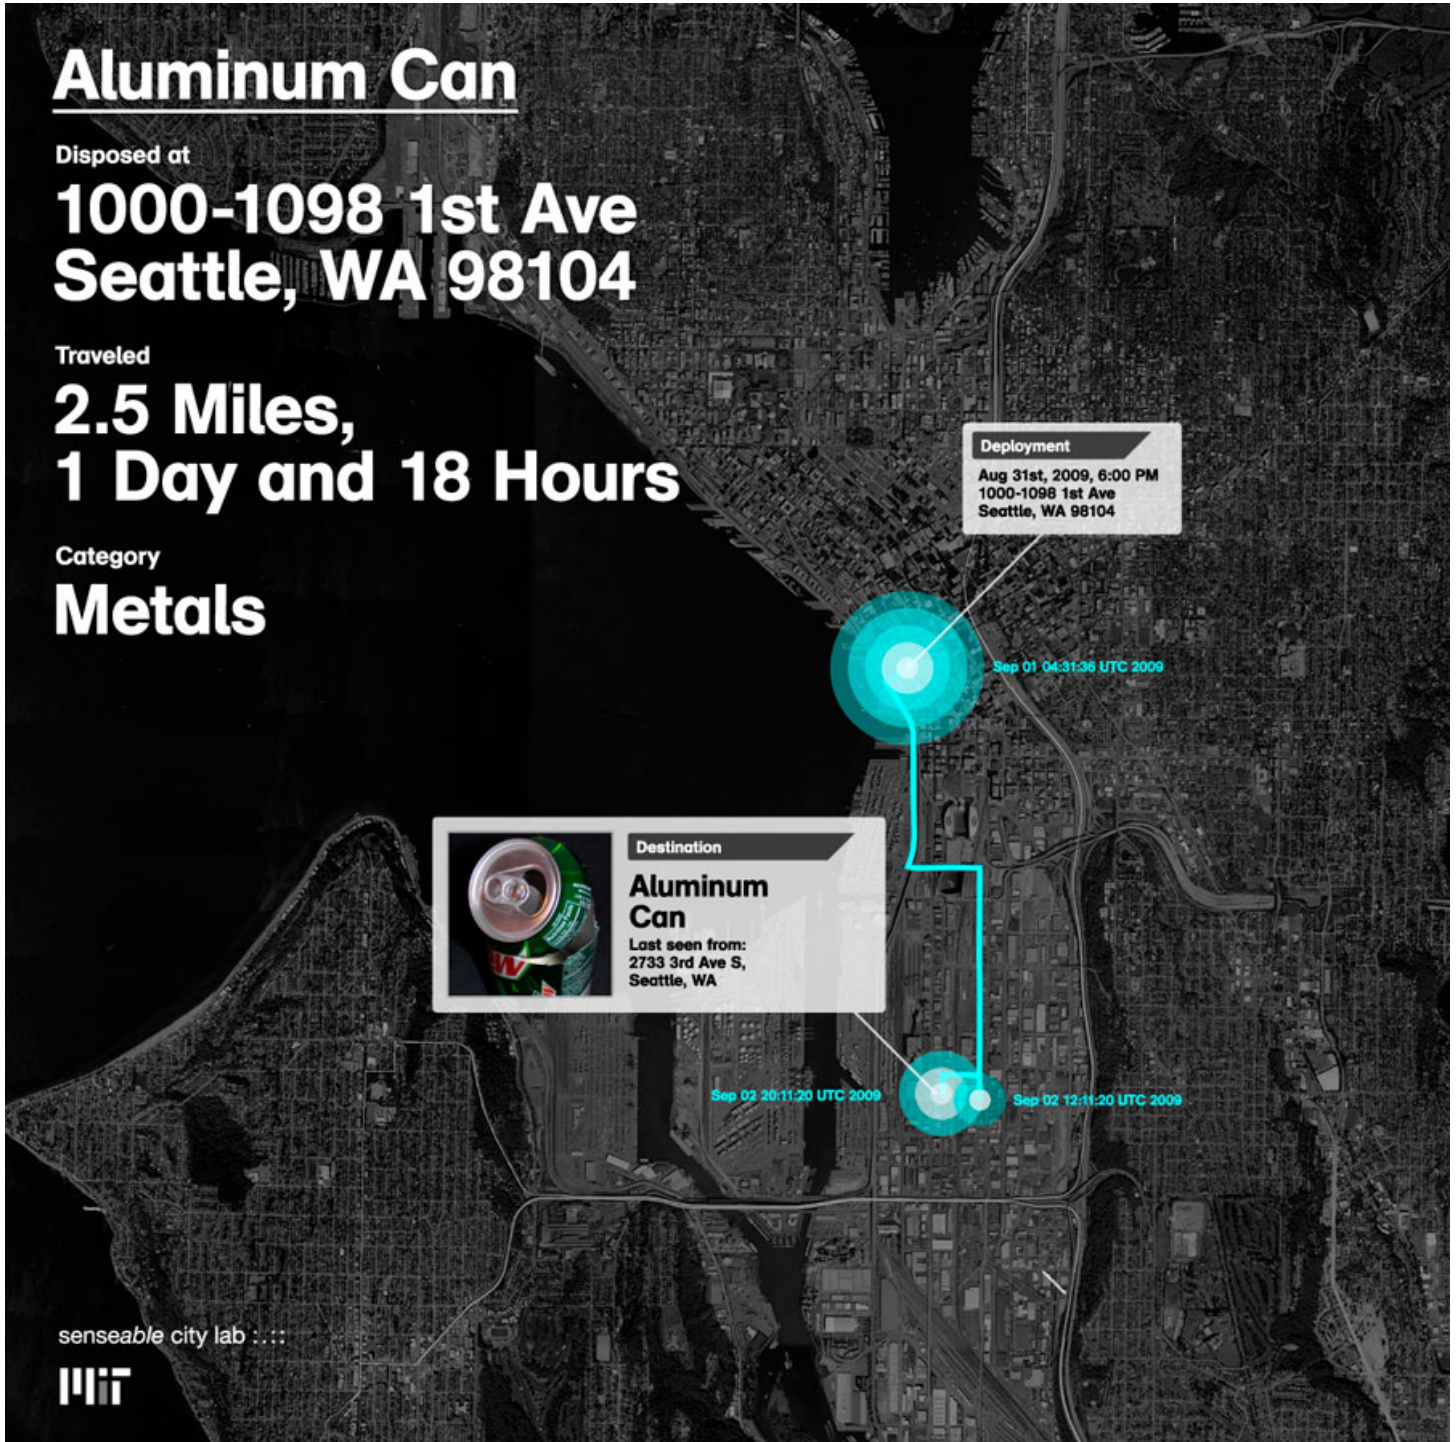 Aluminum Can
Disposed at
1000-1098 1st Ave
Seattle, WA 98104
Traveled
2.5 Miles,
1 Day and 18 Hours
Category
Metals
Deployment
Aug 31st, 2009, 6:00 PM
1000-1098 1st Ave
Seattle, WA 98104
Sep 01 04:31:36 UTC 2009
Destination
Aluminum
Can
Last seen from:
2733 3rd Ave S,
Seattle, WA
Sep 02 20:11:20 UTC 2009
Sep 02 12:11:20 UTC 2009
senseable city lab :.::
MIT